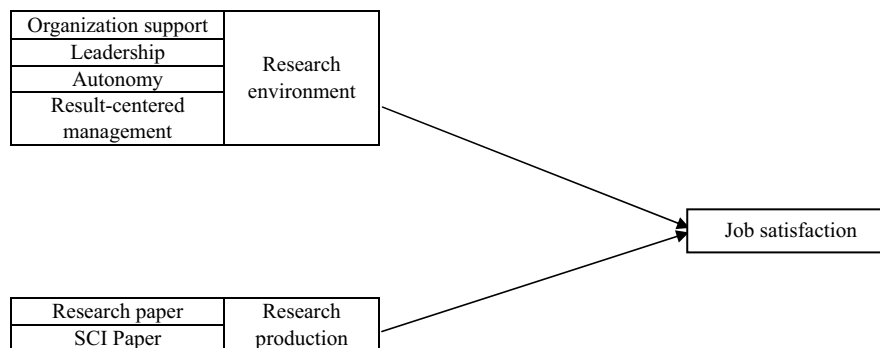 Organization support
Leadership
Autonomy
Result-centered
management
Research
environment
Job satisfaction
Research paper
SCI Paper
Research
production